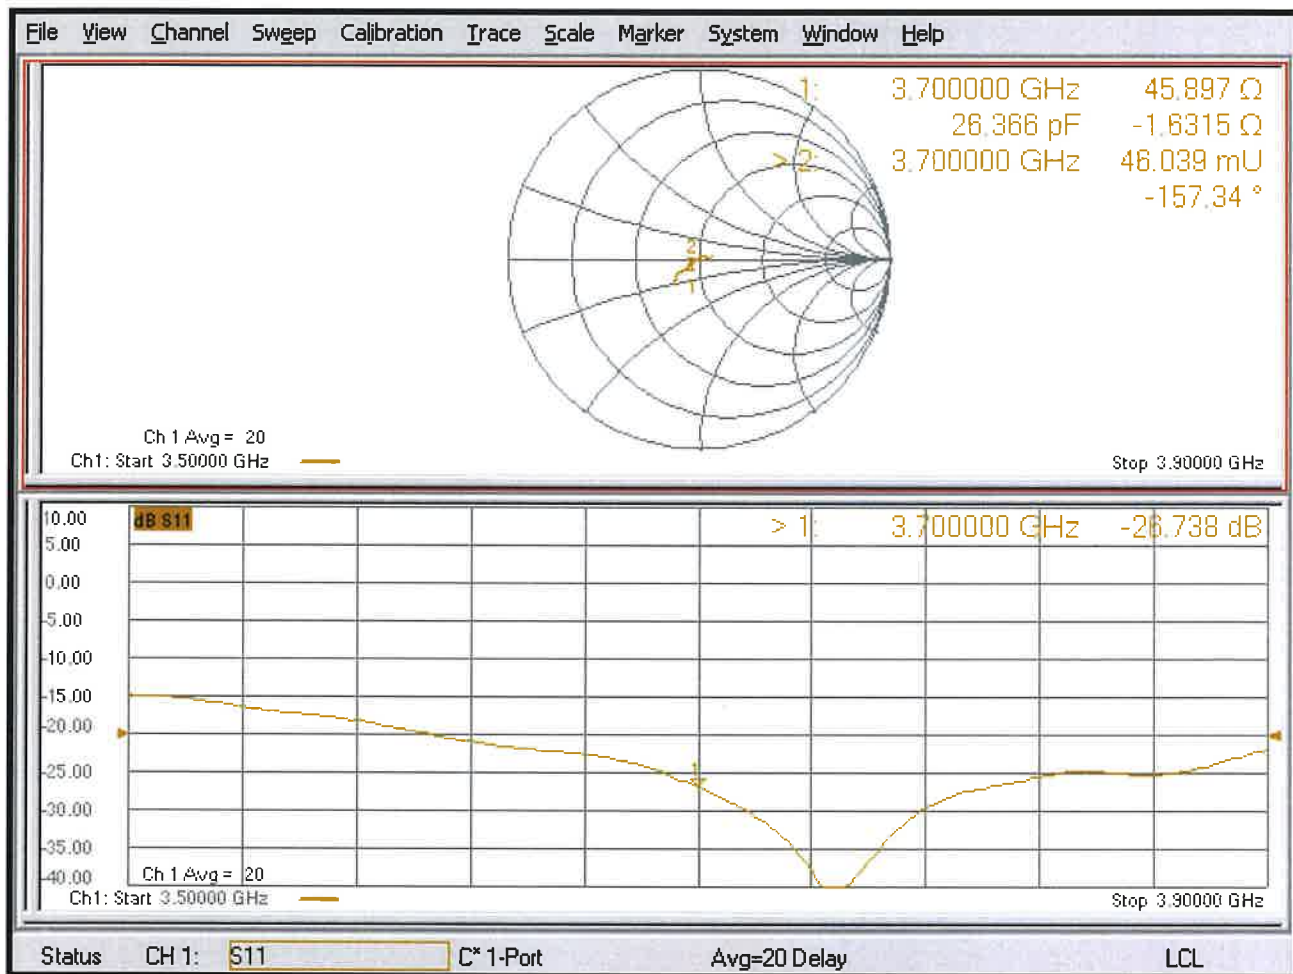 File View Channel Sweep Calibration Trace Scale Marker System Window Help
1: 3.700000 GHz 45.897 Ω
26.366 pF -1.6315 Ω
> 2: 3.700000 GHz 46.039 mU
-157.34 °
2
1
Ch 1 Avg = 20
Ch1: Start 3.50000 GHz
Stop 3.90000 GHz
10.00
dB S11
> 1: 3.700000 GHz -26.738 dB
5.00
0.00
-5.00
-10.00
-15.00
-20.00
-25.00
1
-30.00
-35.00
-40.00
Ch 1 Avg = 20
Ch1: Start 3.50000 GHz
Stop 3.90000 GHz
Status CH 1: S11 C* 1-Port Avg=20 Delay LCL